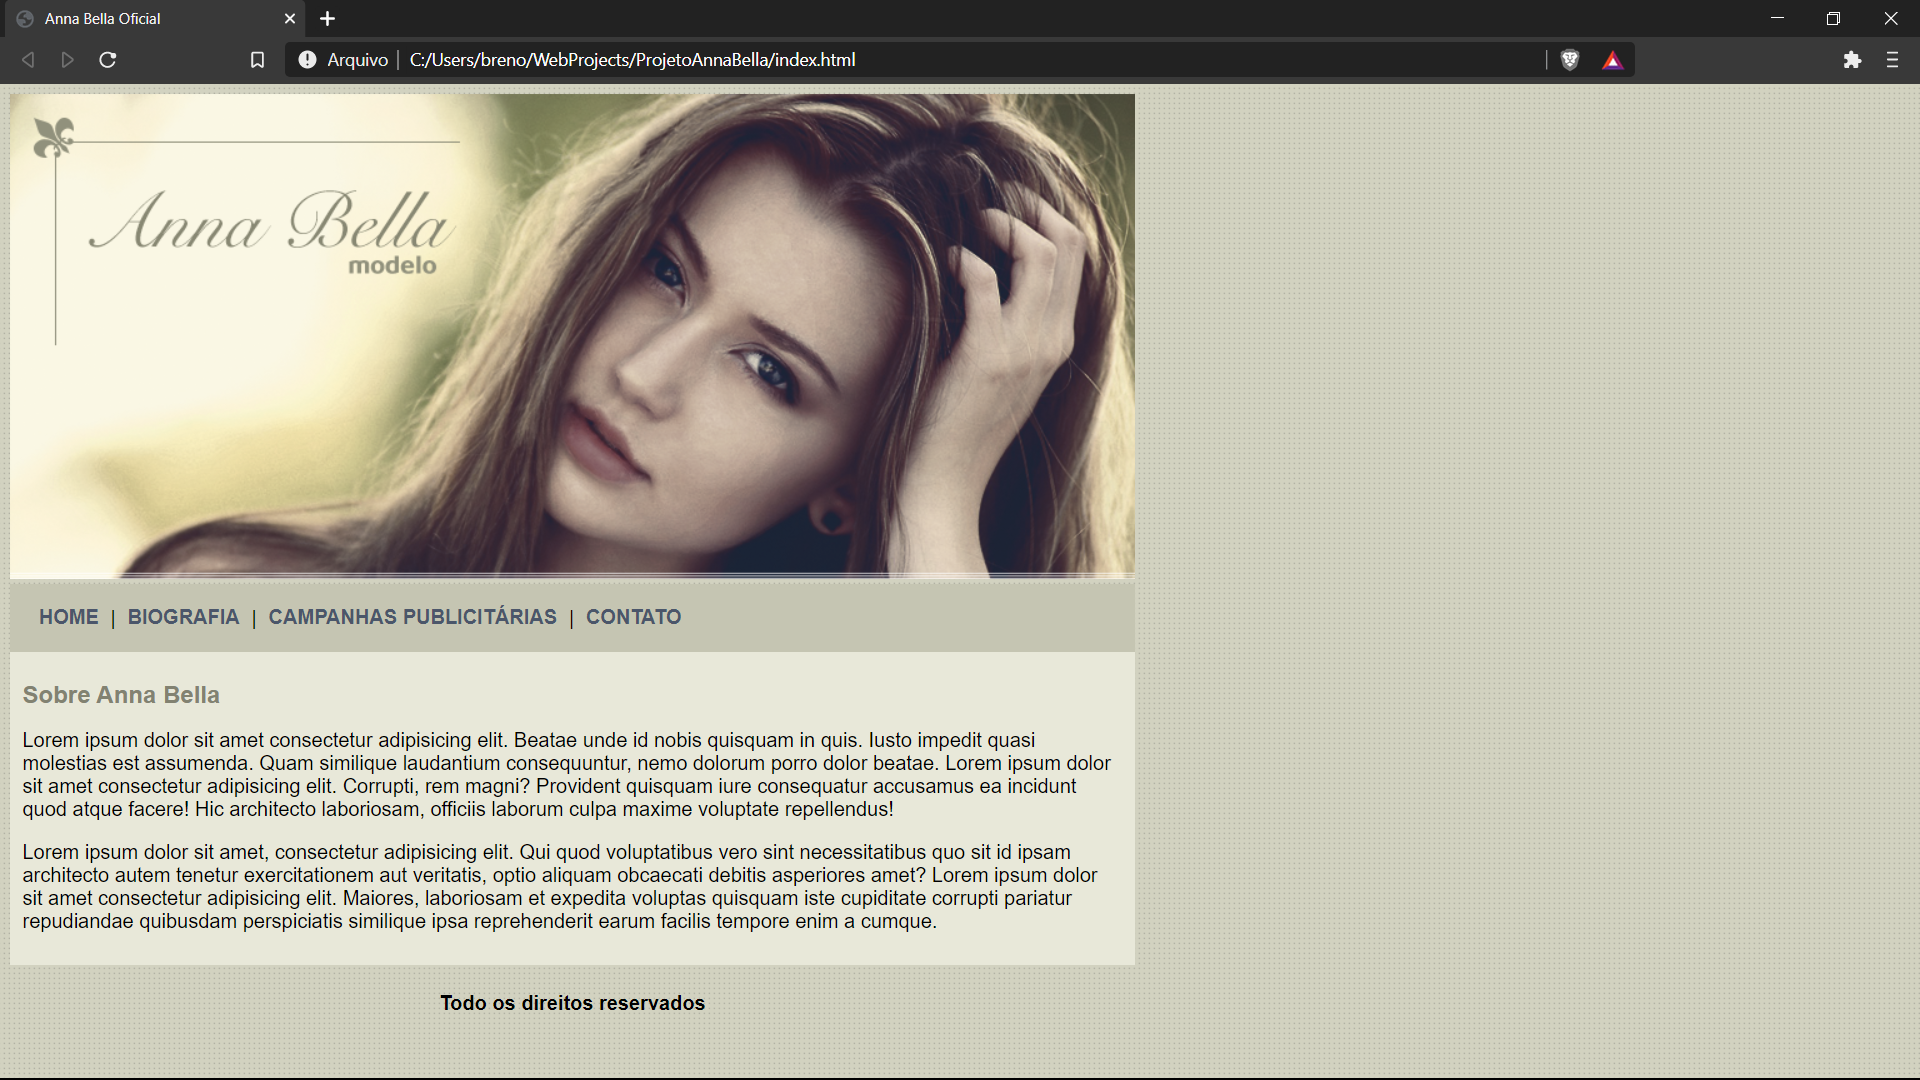 Anna Bella Oficial
Arquivo | C:/Users/breno/WebProjects/ProjetoAnnaBella/index.html
Anna Bella
modelo
HOME | BIOGRAFIA | CAMPANHAS PUBLICITÁRIAS | CONTATO
Sobre Anna Bella
Lorem ipsum dolor sit amet consectetur adipisicing elit. Beatae unde id nobis quisquam in quis. Iusto impedit quasi
molestias est assumenda. Quam similique laudantium consequuntur, nemo dolorum porro dolor beatae. Lorem ipsum dolor
sit amet consectetur adipisicing elit. Corrupti, rem magni? Provident quisquam iure consequatur accusamus ea incidunt
quod atque facere! Hic architecto laboriosam, officiis laborum culpa maxime voluptate repellendus!
Lorem ipsum dolor sit amet, consectetur adipisicing elit. Qui quod voluptatibus vero sint necessitatibus quo sit id ipsam
architecto autem tenetur exercitationem aut veritatis, optio aliquam obcaecati debitis asperiores amet? Lorem ipsum dolor
sit amet consectetur adipisicing elit. Maiores, laboriosam et expedita voluptas quisquam iste cupiditate corrupti pariatur
repudiandae quibusdam perspiciatis similique ipsa reprehenderit earum facilis tempore enim a cumque.
Todo os direitos reservados